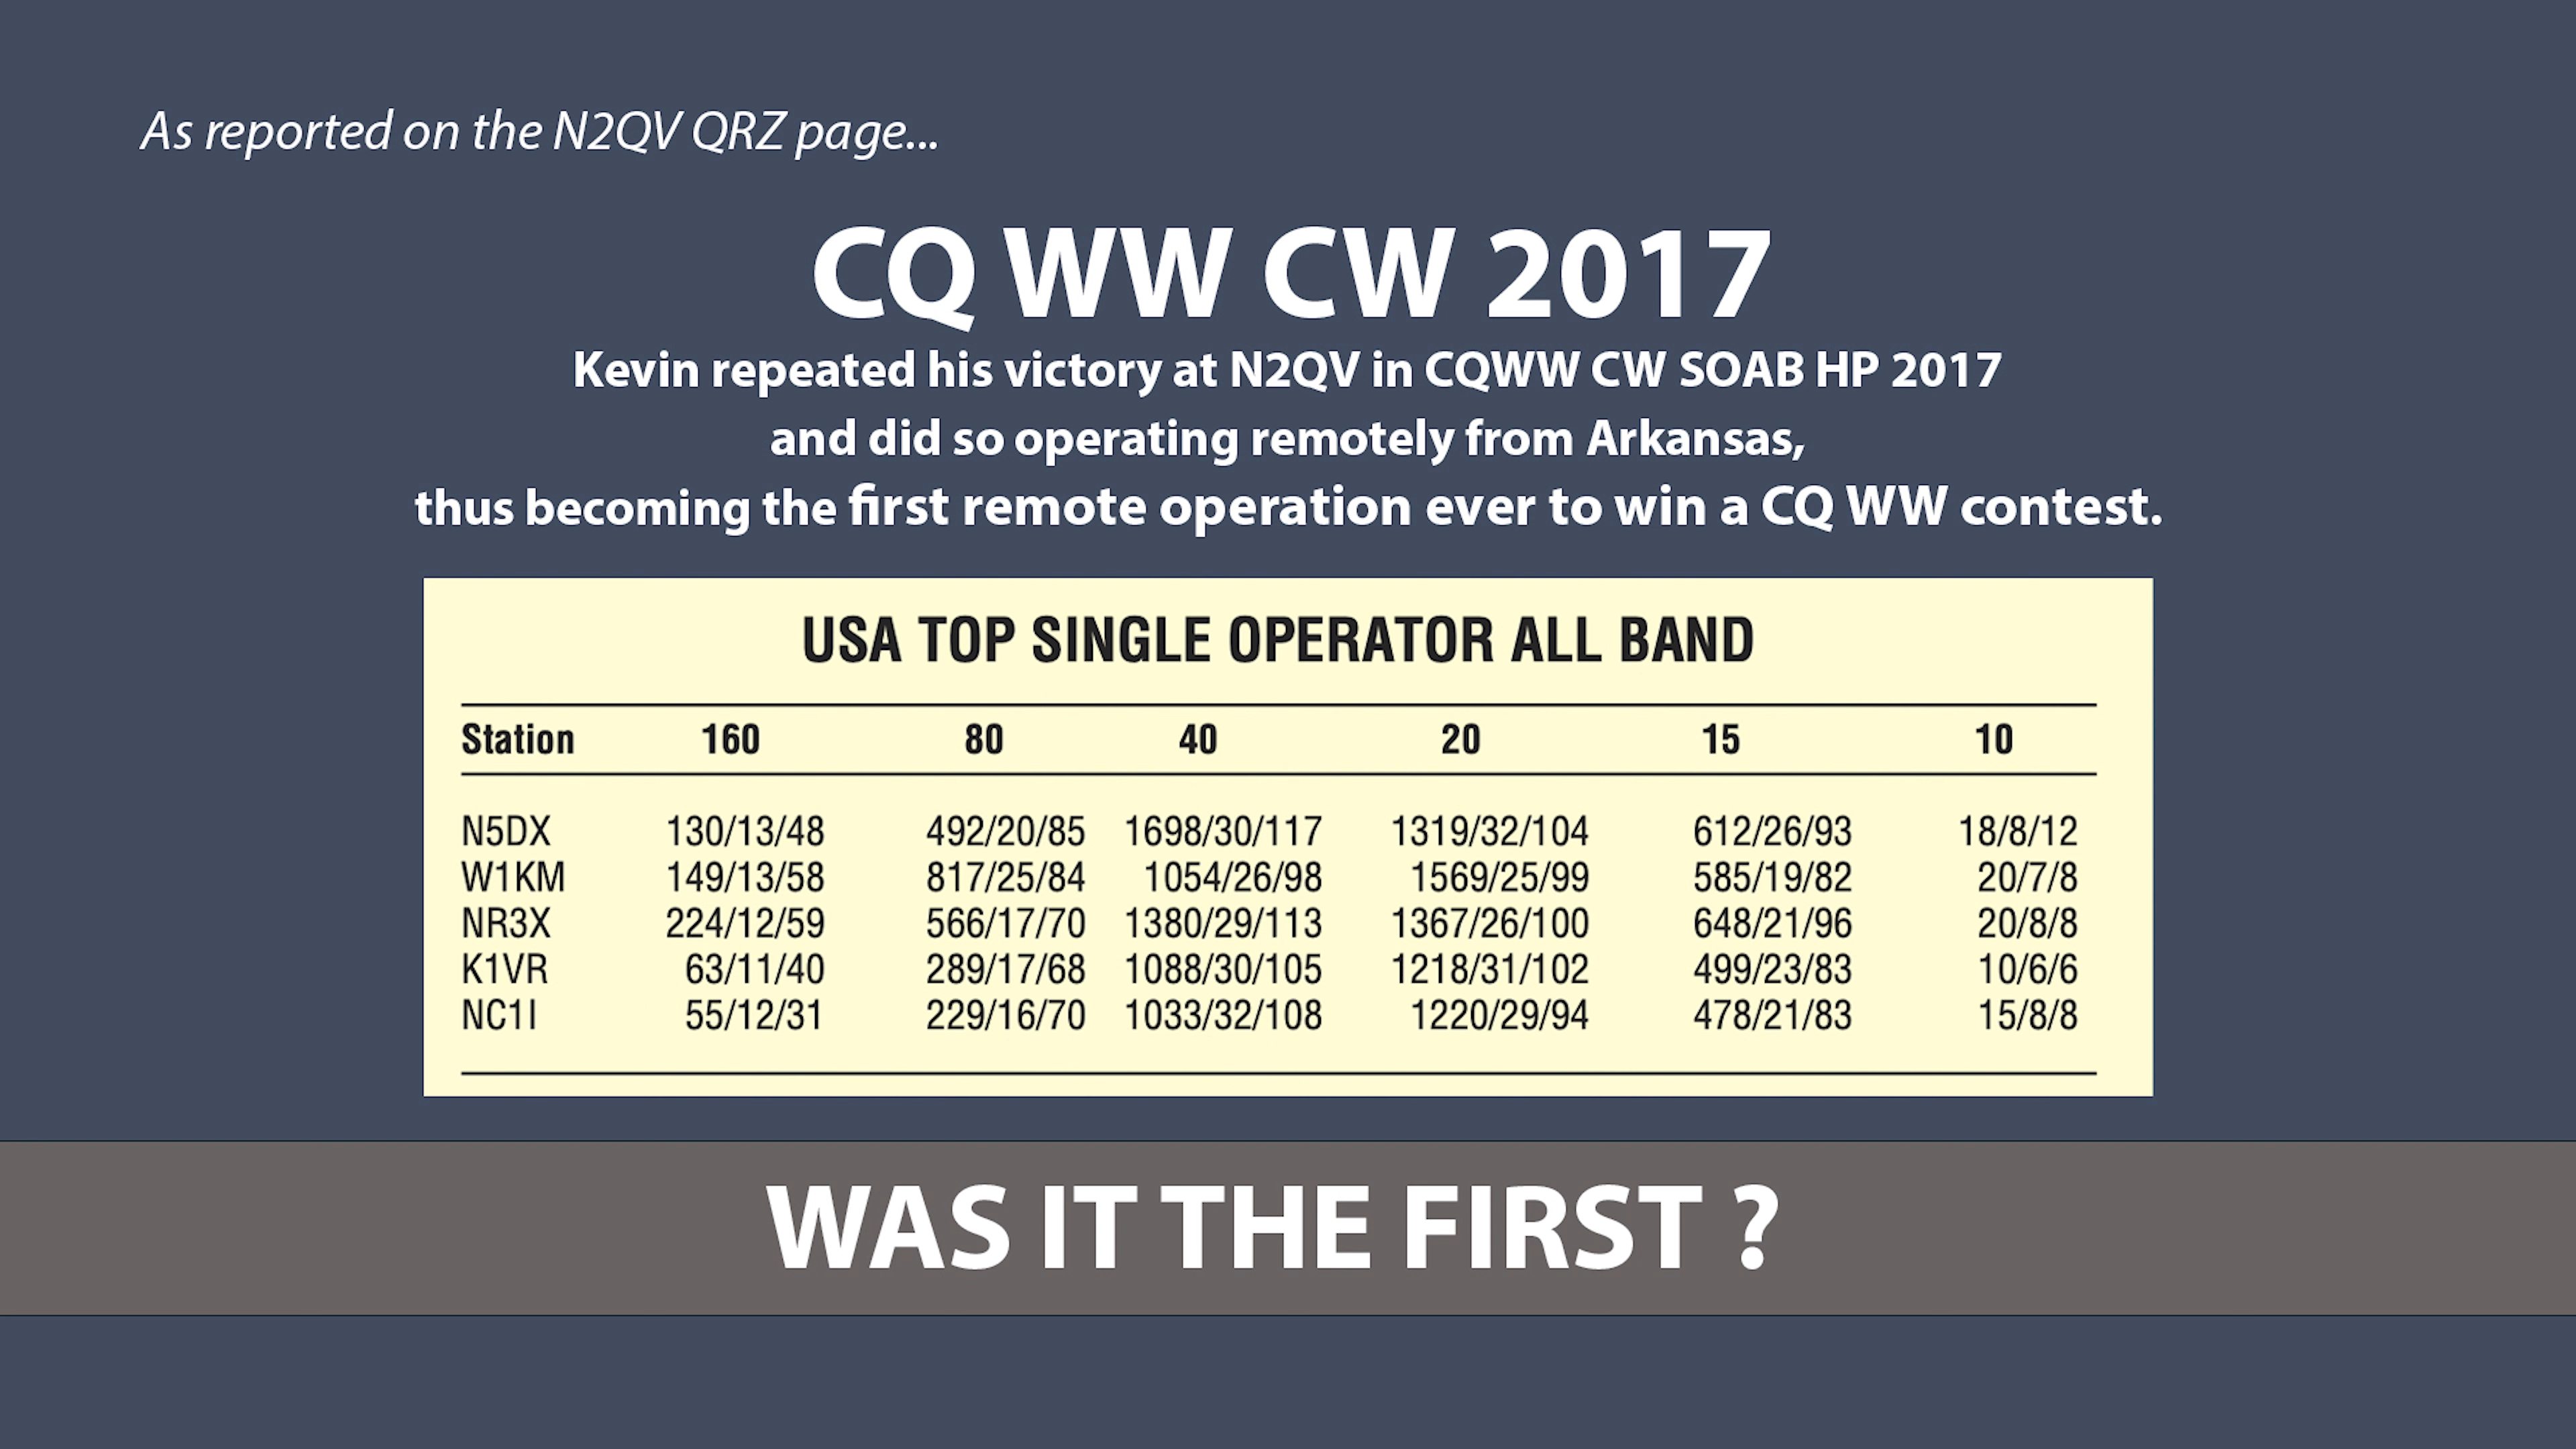 As reported on the N2QV QRZ page...
CQ WW CW 2017
Kevin repeated his victory at N2QV in CQWW CW SOAB HP 2017
and did so operating remotely from Arkansas,
thus becoming the first remote operation ever to win a CQ WW contest.
USA TOP SINGLE OPERATOR ALL BAND
Station 160 80 40 20 15 10
N5DX 130/13/48 492/20/85 1698/30/117 1319/32/104 612/26/93 18/8/12
W1KM 149/13/58 817/25/84 1054/26/98 1569/25/99 585/19/82 20/7/8
NR3X 224/12/59 566/17/70 1380/29/113 1367/26/100 648/21/96 20/8/8
K1VR 63/11/40 289/17/68 1088/30/105 1218/31/102 499/23/83 10/6/6
NC1I 55/12/31 229/16/70 1033/32/108 1220/29/94 478/21/83 15/8/8
WAS IT THE FIRST ?